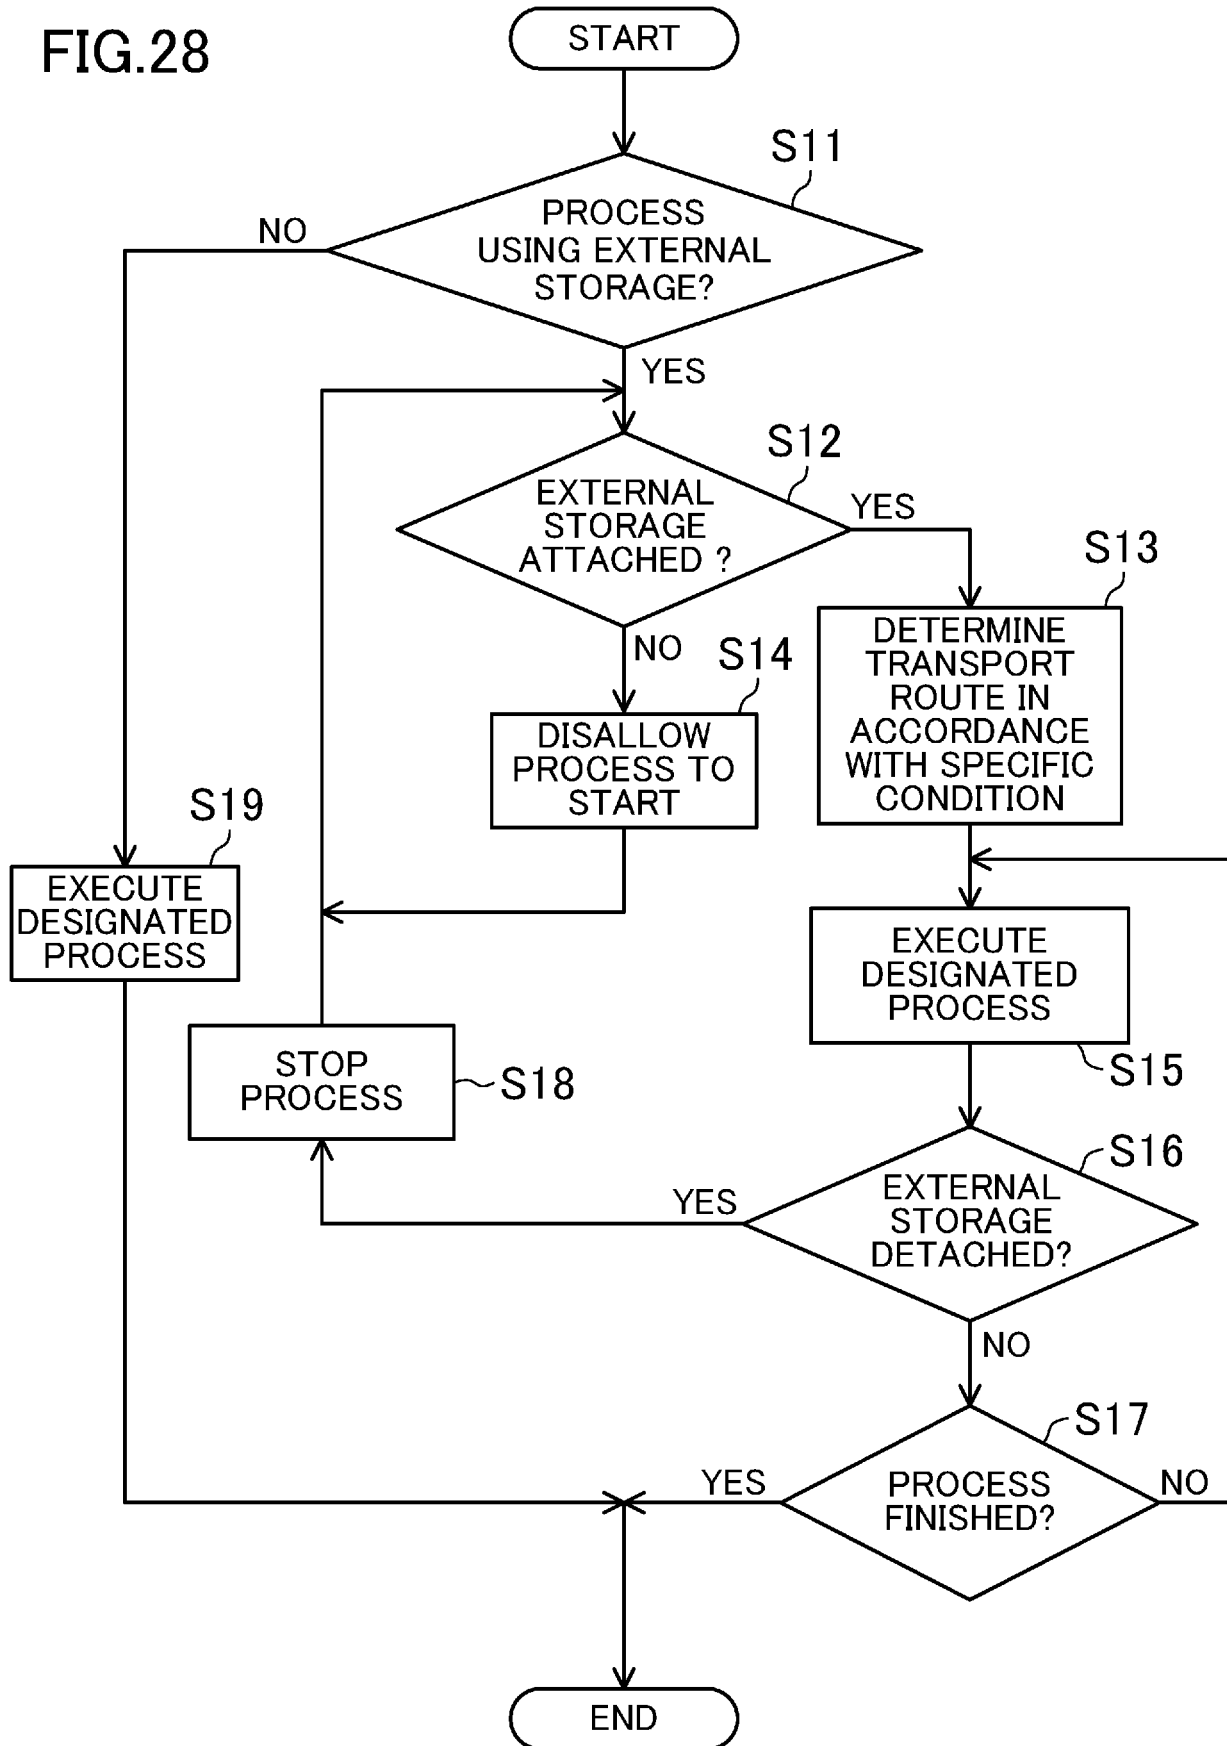 FIG.28
START
S11
PROCESS
USING EXTERNAL
STORAGE?
NO
YES
S12
EXTERNAL
STORAGE
ATTACHED ?
YES
NO
S13
DETERMINE
TRANSPORT
ROUTE IN
ACCORDANCE
WITH SPECIFIC
CONDITION
S14
DISALLOW
PROCESS TO
START
S19
EXECUTE
DESIGNATED
PROCESS
EXECUTE
DESIGNATED
PROCESS
S15
STOP
PROCESS
S18
S16
EXTERNAL
STORAGE
DETACHED?
YES
NO
S17
PROCESS
FINISHED?
YES
NO
END